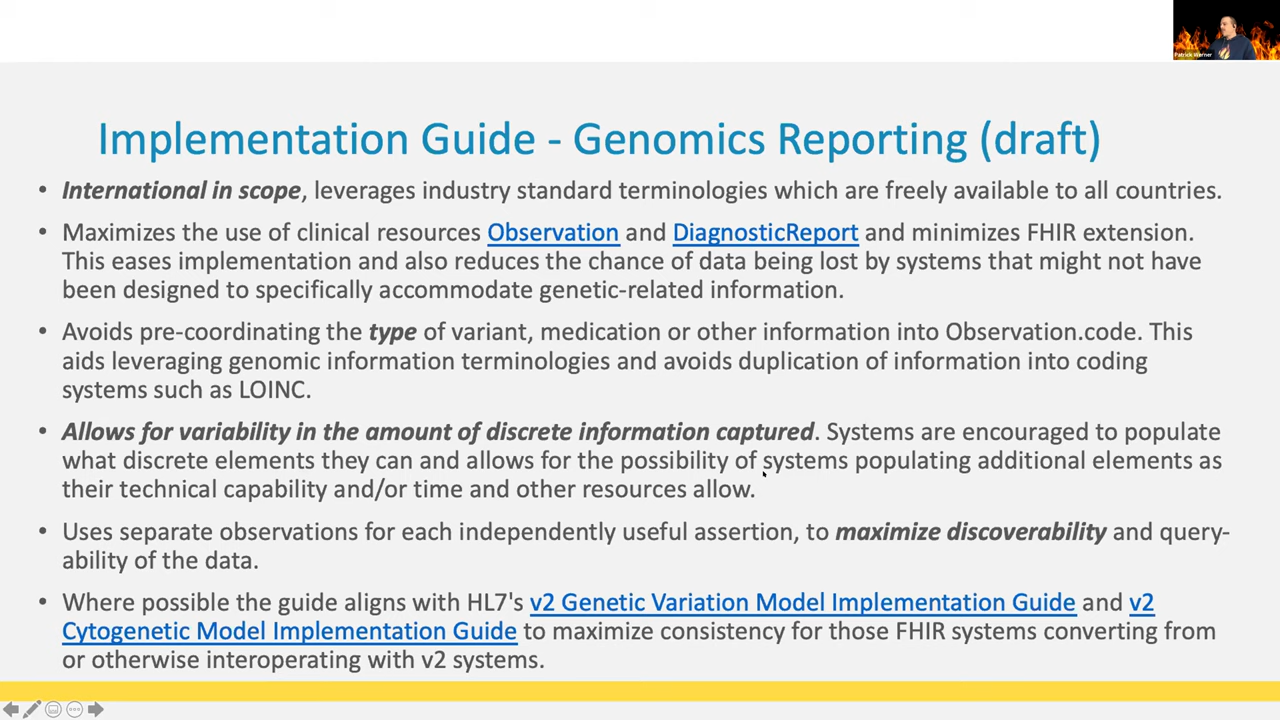 Patrick Werner
Implementation Guide - Genomics Reporting (draft)
• International in scope, leverages industry standard terminologies which are freely available to all countries.
• Maximizes the use of clinical resources Observation and DiagnosticReport and minimizes FHIR extension.
This eases implementation and also reduces the chance of data being lost by systems that might not have
been designed to specifically accommodate genetic-related information.
• Avoids pre-coordinating the type of variant, medication or other information into Observation.code. This
aids leveraging genomic information terminologies and avoids duplication of information into coding
systems such as LOINC.
• Allows for variability in the amount of discrete information captured. Systems are encouraged to populate
what discrete elements they can and allows for the possibility of systems populating additional elements as
their technical capability and/or time and other resources allow.
• Uses separate observations for each independently useful assertion, to maximize discoverability and query-
ability of the data.
• Where possible the guide aligns with HL7's v2 Genetic Variation Model Implementation Guide and v2
Cytogenetic Model Implementation Guide to maximize consistency for those FHIR systems converting from
or otherwise interoperating with v2 systems.